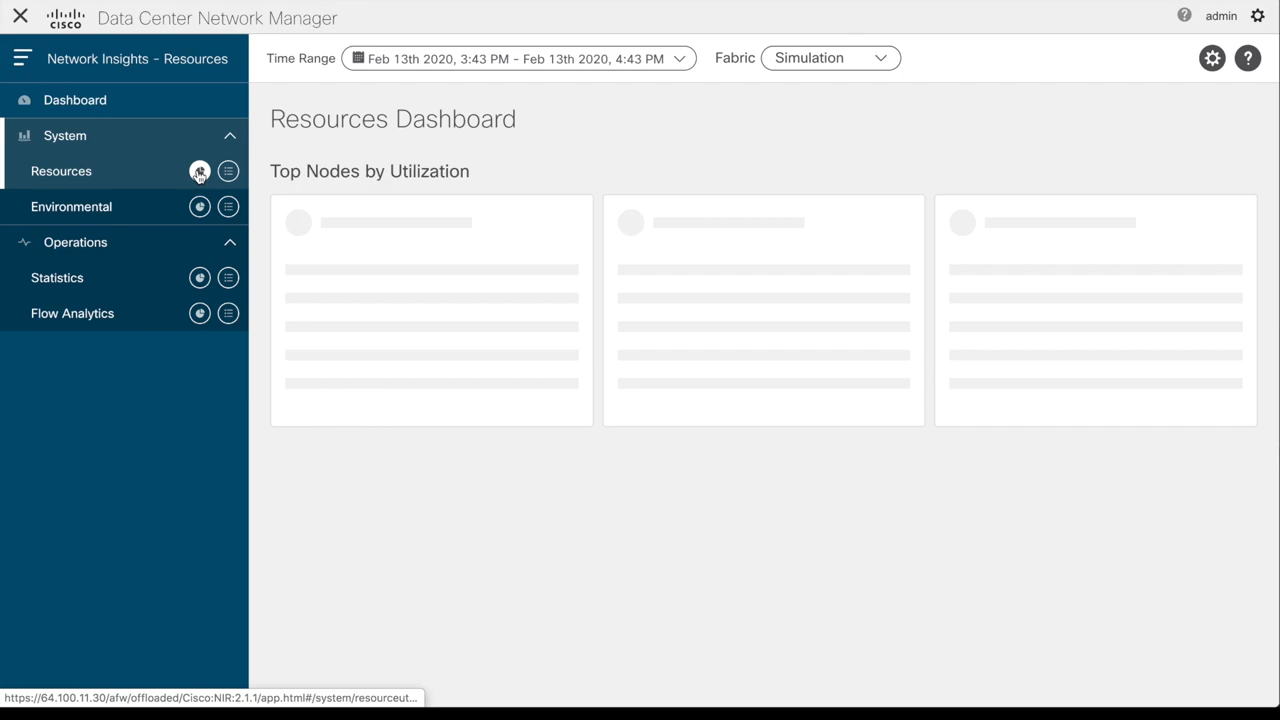 CISCO
Data Center Network Manager
admin
Network Insights - Resources
Time Range
Feb 13th 2020, 3:43 PM - Feb 13th 2020, 4:43 PM
Fabric
Simulation
Dashboard
System
Resources
Environmental
Operations
Statistics
Flow Analytics
Resources Dashboard
Top Nodes by Utilization
https://64.100.11.30/afw/offloaded/Cisco:NIR:2.1.1/app.html#/system/resourceut...